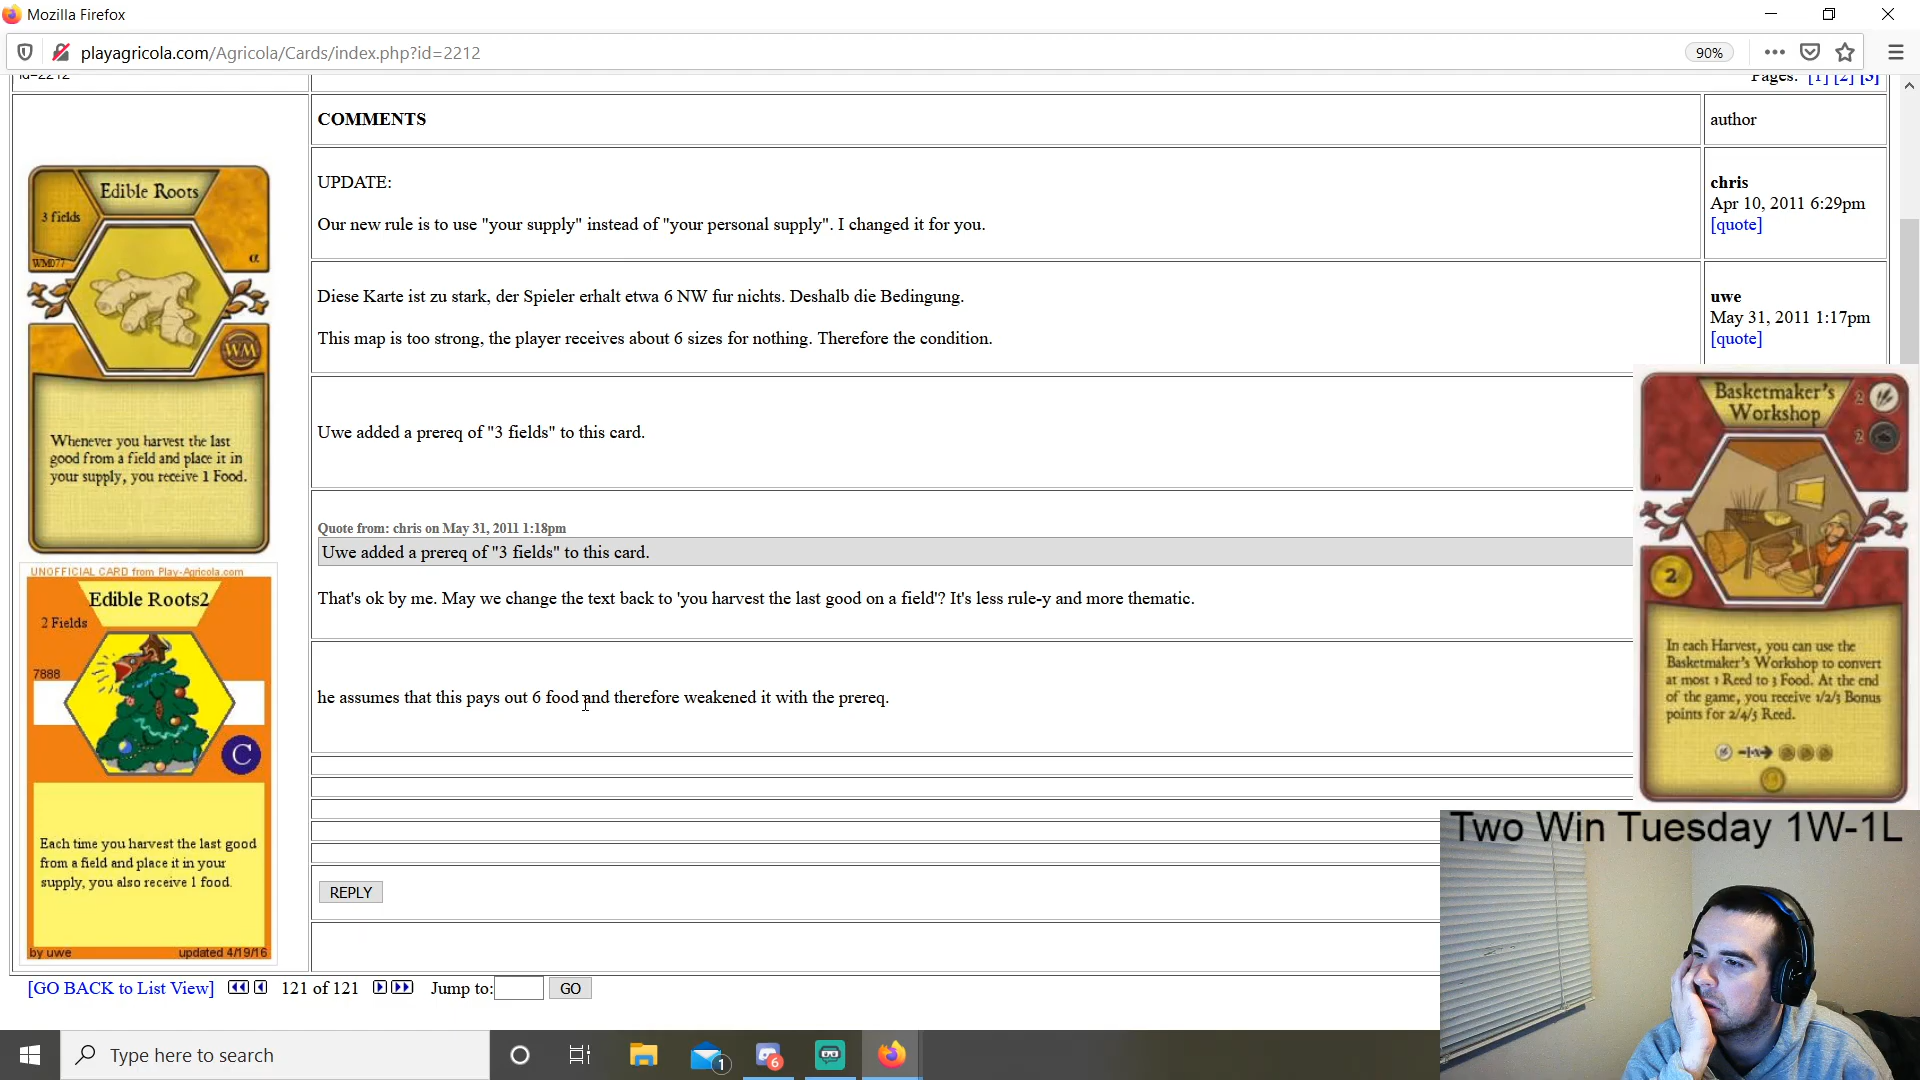 Mozilla Firefox
playagricola.com/Agricola/Cards/index.php?id=2212
90%
id=2212
Pages: [1] [2] [3]
COMMENTS
author
UPDATE:
Our new rule is to use "your supply" instead of "your personal supply". I changed it for you.
chris
Apr 10, 2011 6:29pm
[quote]
Diese Karte ist zu stark, der Spieler erhalt etwa 6 NW fur nichts. Deshalb die Bedingung.
This map is too strong, the player receives about 6 sizes for nothing. Therefore the condition.
uwe
May 31, 2011 1:17pm
[quote]
Uwe added a prereq of "3 fields" to this card.
Quote from: chris on May 31, 2011 1:18pm
Uwe added a prereq of "3 fields" to this card.
That's ok by me. May we change the text back to 'you harvest the last good on a field'? It's less rule-y and more thematic.
he assumes that this pays out 6 food and therefore weakened it with the prereq.
REPLY
Edible Roots
3 fields
WM077
α
WM
Whenever you harvest the last
good from a field and place it in
your supply, you receive 1 Food.
UNOFFICIAL CARD from Play-Agricola.com
Edible Roots2
2 Fields
7888
C
Each time you harvest the last good
from a field and place it in your
supply, you also receive 1 food.
by uwe
updated 4/19/16
[GO BACK to List View]
121 of 121
Jump to:
GO
Basketmaker's
Workshop
2
2
2
In each Harvest, you can use the
Basketmaker's Workshop to convert
at most 1 Reed to 3 Food. At the end
of the game, you receive 1/2/3 Bonus
points for 2/4/5 Reed.
Two Win Tuesday 1W-1L
Type here to search
1
6